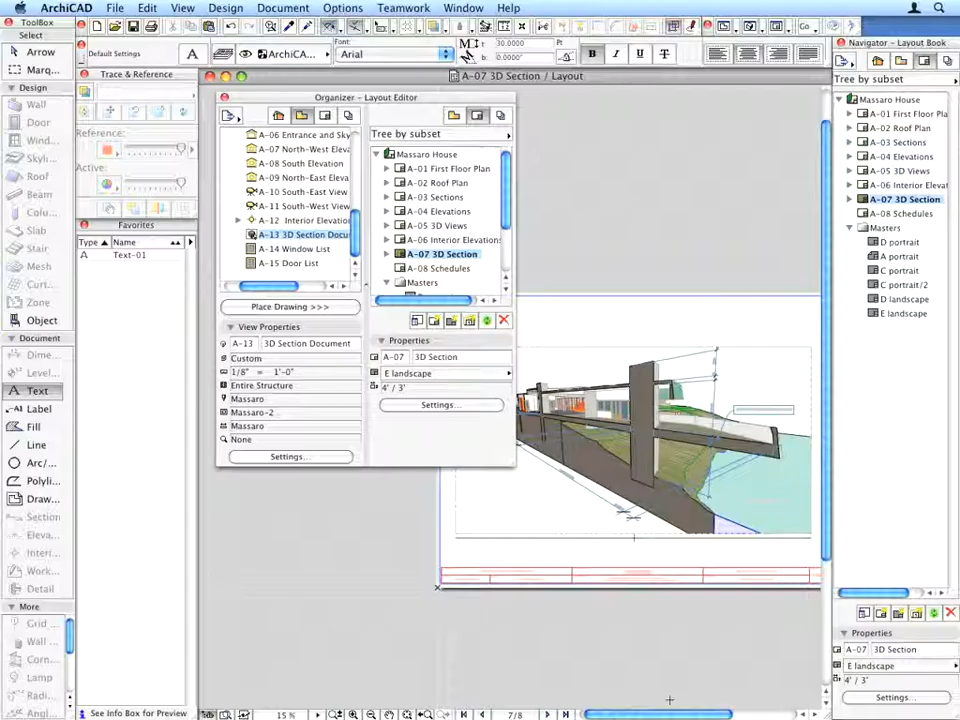 ArchiCAD File Edit View Design Document Options Teamwork Window Help
ToolBox
Select
Arrow
Marq...
Design
Wall
Door
Wind...
Skyli...
Roof
Beam
Colu...
Slab
Stair
Mesh
Curt...
Zone
Object
Document
Dime...
Level...
Text
Label
Fill
Line
Arc/...
Polyli...
Draw...
Section
Eleva...
Interi...
Work...
Detail
More
Grid ...
Wall ...
Corn...
Lamp
Radi...
Angl...
Default Settings
A
ArchiCA...
Font:
Arial
M
t: 30.0000 Pt
b: 0.0000°
B I U T
Trace & Reference
Reference:
Active:
Favorites
Type Name
Text-01
See Info Box for Preview
A-07 3D Section / Layout
Organizer - Layout Editor
A-06 Entrance and Sky
A-07 North-West Eleva
A-08 South Elevation
A-09 North-East Eleva
A-10 South-East View
A-11 South-West View
A-12 Interior Elevatio
A-13 3D Section Docu
A-14 Window List
A-15 Door List
Place Drawing >>>
View Properties
A-13 3D Section Document
Custom
1/8" = 1'-0"
Entire Structure
Massaro
Massaro-2
Massaro
None
Settings...
Tree by subset
Massaro House
A-01 First Floor Plan
A-02 Roof Plan
A-03 Sections
A-04 Elevations
A-05 3D Views
A-06 Interior Elevations
A-07 3D Section
A-08 Schedules
Masters
Properties
A-07 3D Section
E landscape
4' / 3'
Settings...
15 %
7/8
Navigator - Layout Book
Tree by subset
Massaro House
A-01 First Floor Pla
A-02 Roof Plan
A-03 Sections
A-04 Elevations
A-05 3D Views
A-06 Interior Elevat
A-07 3D Section
A-08 Schedules
Masters
D portrait
A portrait
C portrait
C portrait/2
D landscape
E landscape
Properties
A-07 3D Section
E landscape
4' / 3'
Settings...